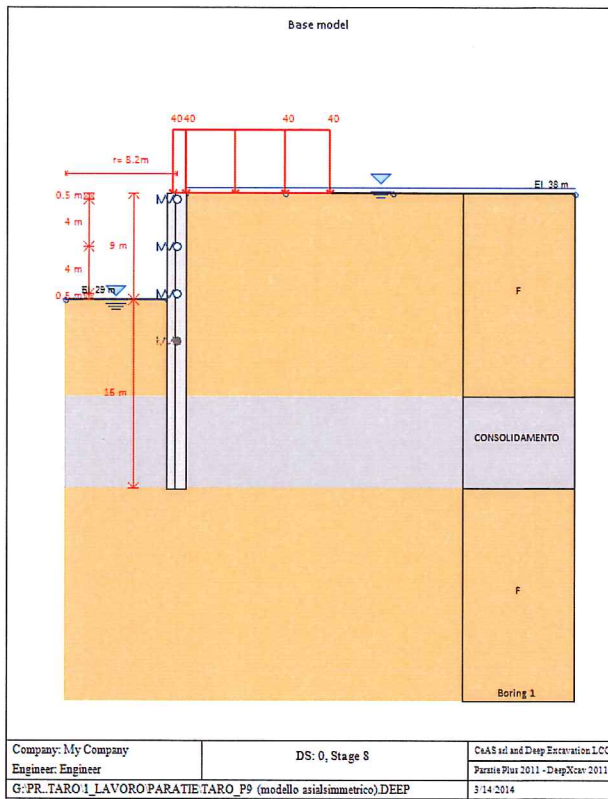 Base model
4040 40 40
r= 8.2m
El. 38 m
0.5 m
4 m
9 m
4 m
El. 29 m
0.5 m
15 m
F
CONSOLIDAMENTO
F
Boring 1
Company: My Company
Engineer: Engineer
DS: 0, Stage 8
CeAS srl and Deep Excavation LCC
Paratie Plus 2011 - DeepXcav 2011
G:\PR..TARO\1_LAVORO\PARATIE\TARO_P9 (modello asialsimmetrico).DEEP
3/14/2014